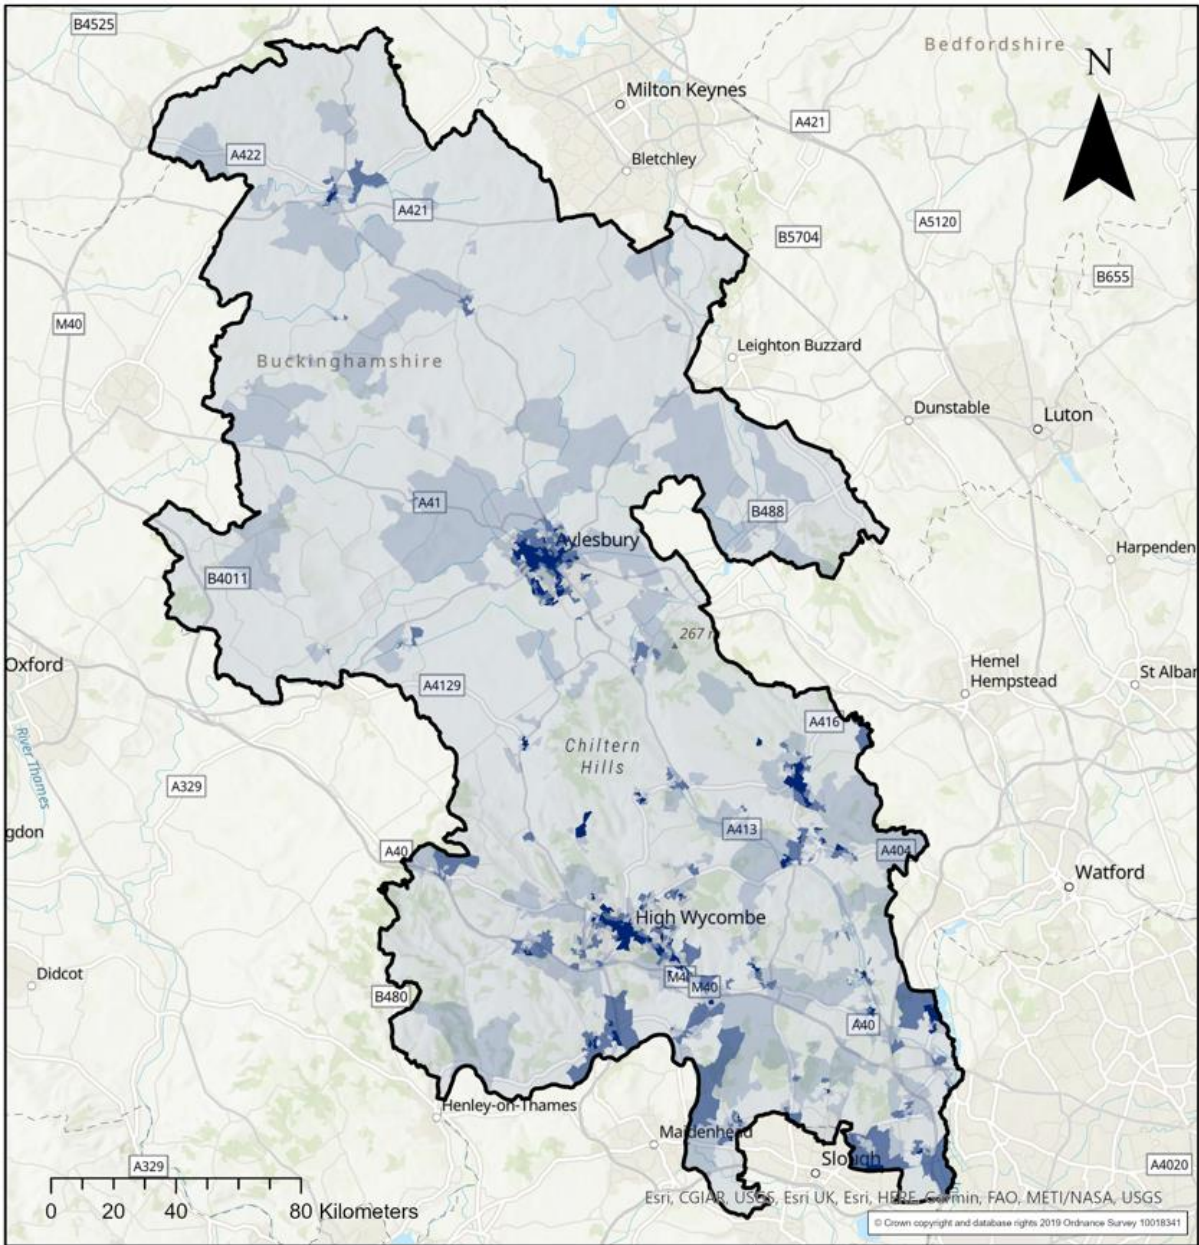 B4525
Bedfordshire
N
Milton Keynes
A421
Bletchley
A422
A421
A5120
B5704
B655
M40
Leighton Buzzard
Buckinghamshire
Dunstable
Luton
A41
B488
Aylesbury
Harpenden
B4011
267
Oxford
Hemel
Hempstead
St Albar
A4129
A416
Chiltern
Hills
River Thames
A329
gdon
A413
A40
A404
Watford
High Wycombe
Didcot
M40
B480
A40
Henley-on-Thames
Maidenhead
A329
Slough
A4020
0 20 40 80 Kilometers
Esri, CGIAR, USGS, Esri UK, Esri, HERE, Garmin, FAO, METI/NASA, USGS
© Crown copyright and database rights 2019 Ordnance Survey 10018341